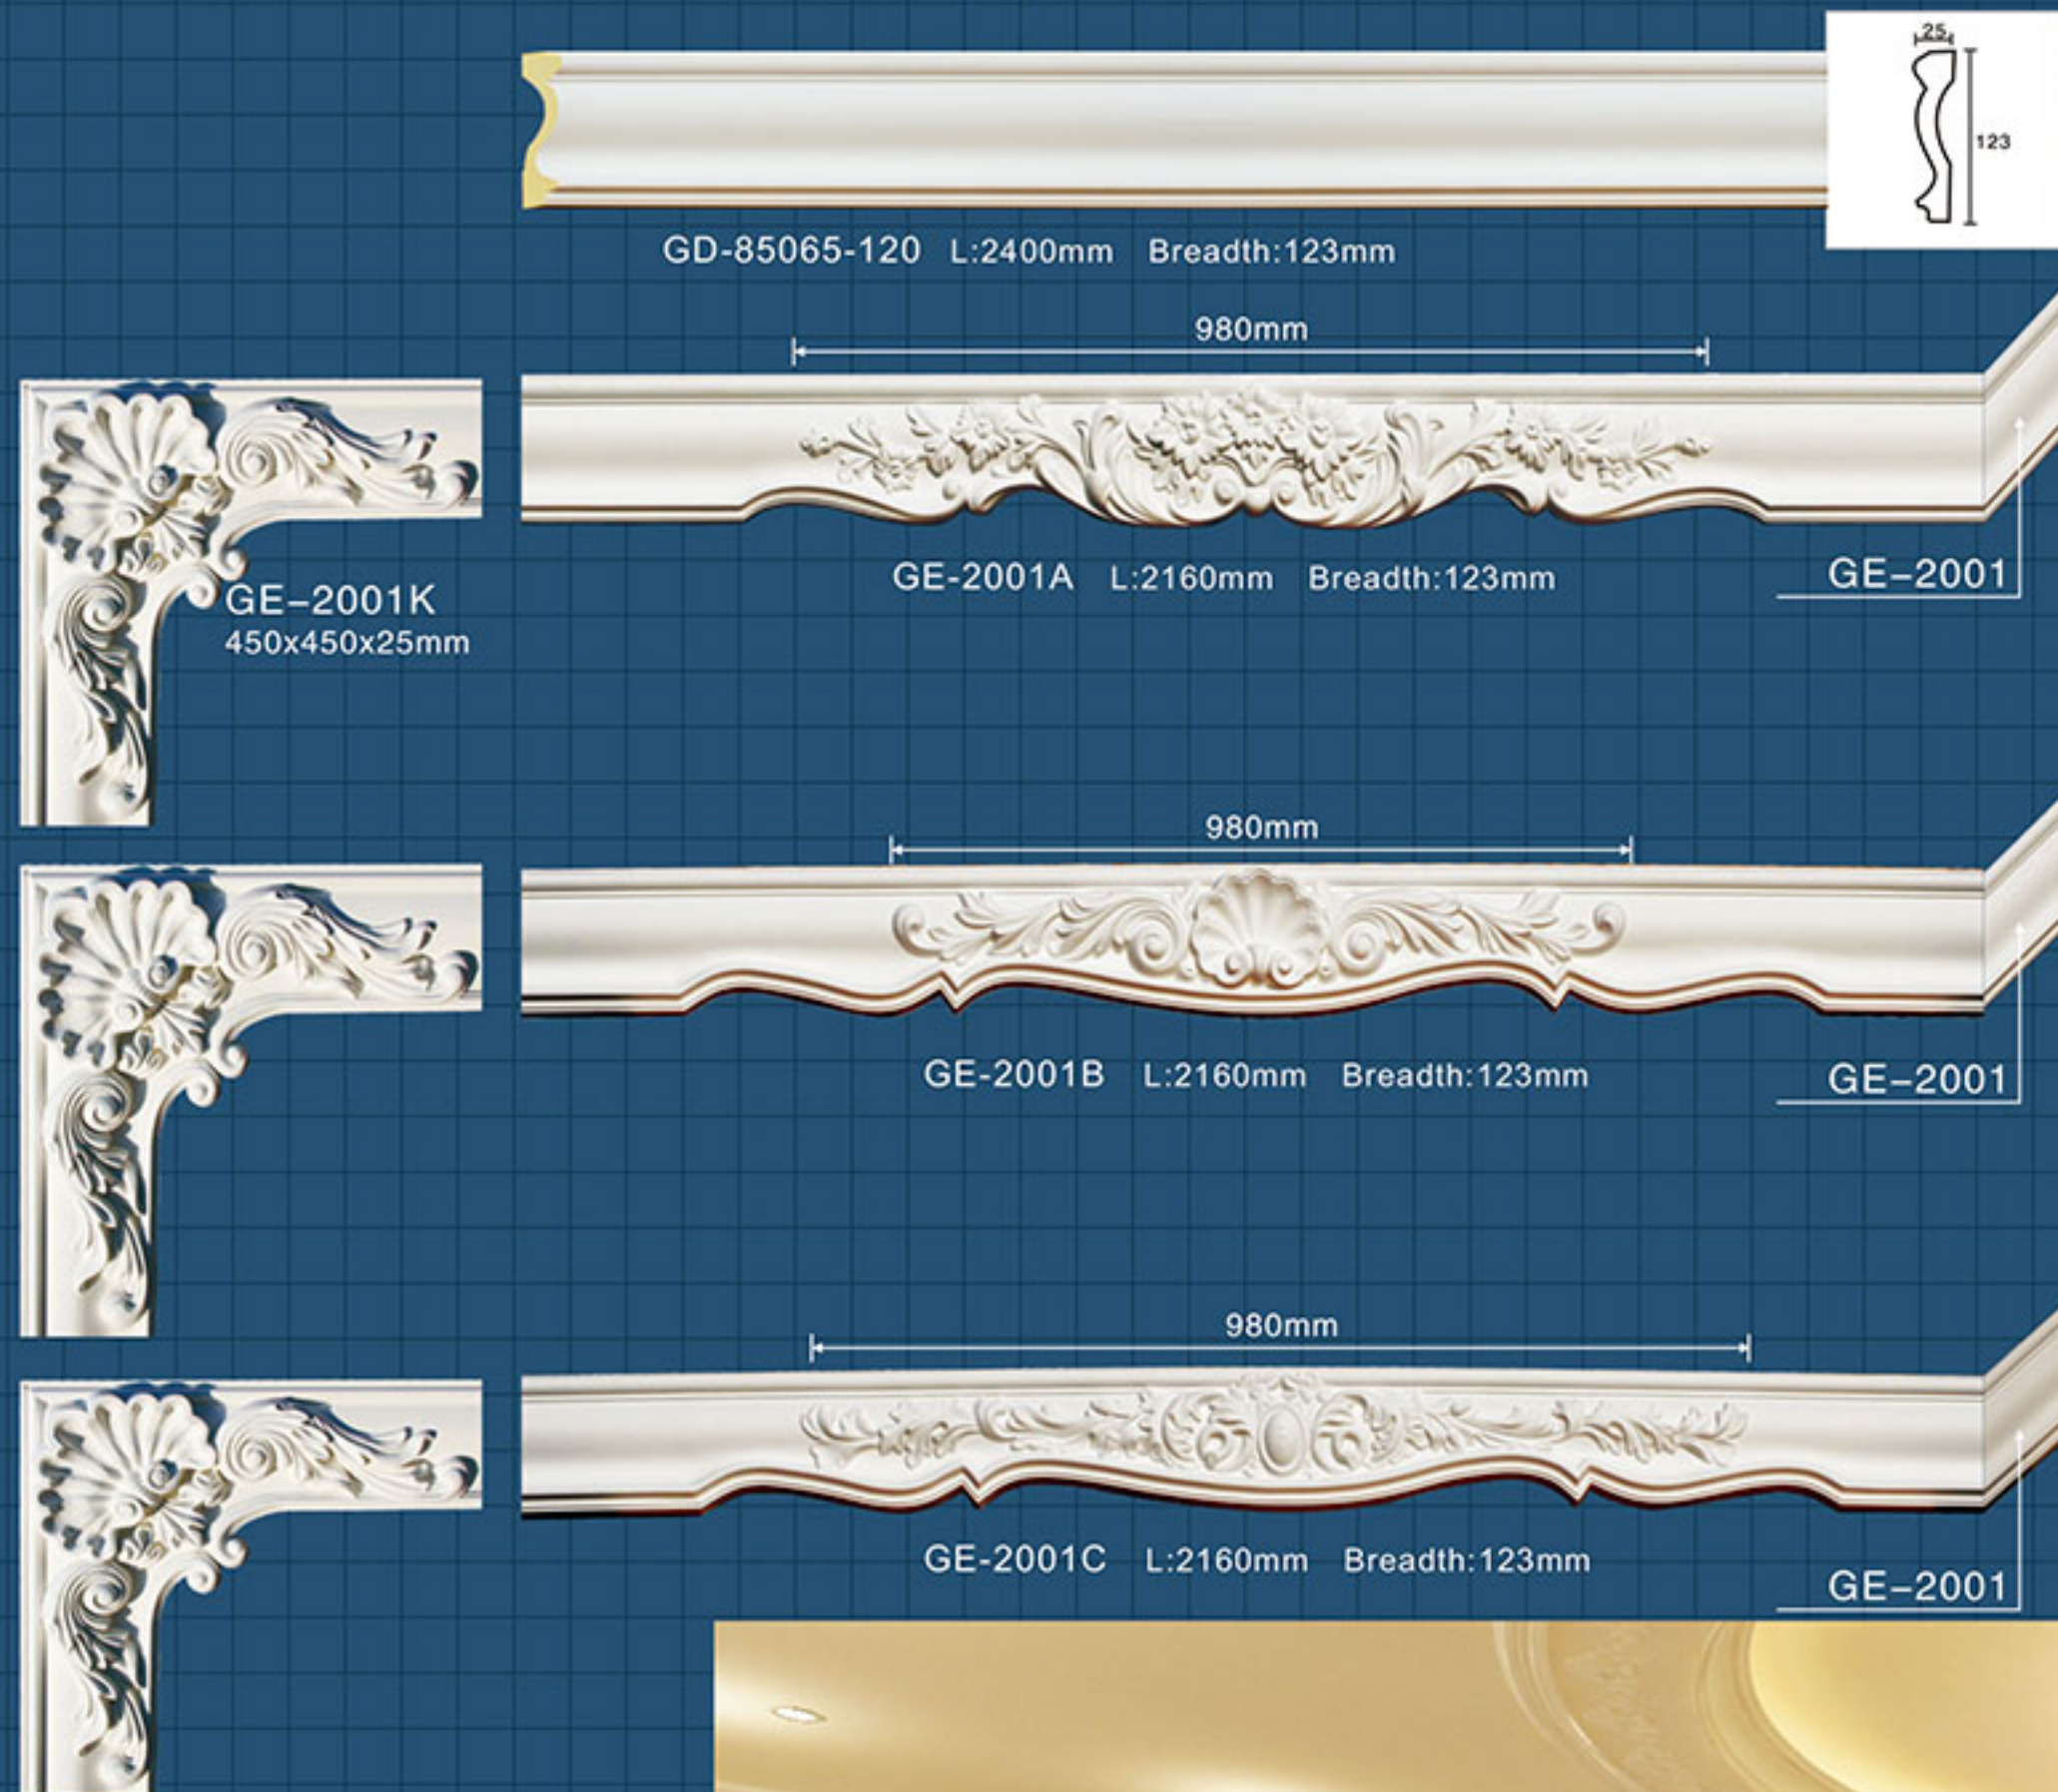 25
123
GD-85065-120 L:2400mm Breadth:123mm
980mm
GE-2001A L:2160mm Breadth:123mm
GE–2001
GE–2001K
450x450x25mm
980mm
GE-2001B L:2160mm Breadth:123mm
GE–2001
980mm
GE-2001C L:2160mm Breadth:123mm
GE–2001